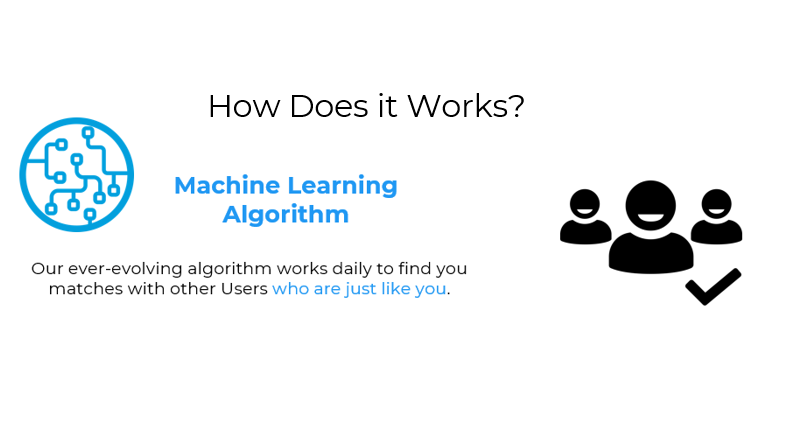 How Does it Works?
Machine Learning
Algorithm
Our ever-evolving algorithm works daily to find you
matches with other Users who are just like you.